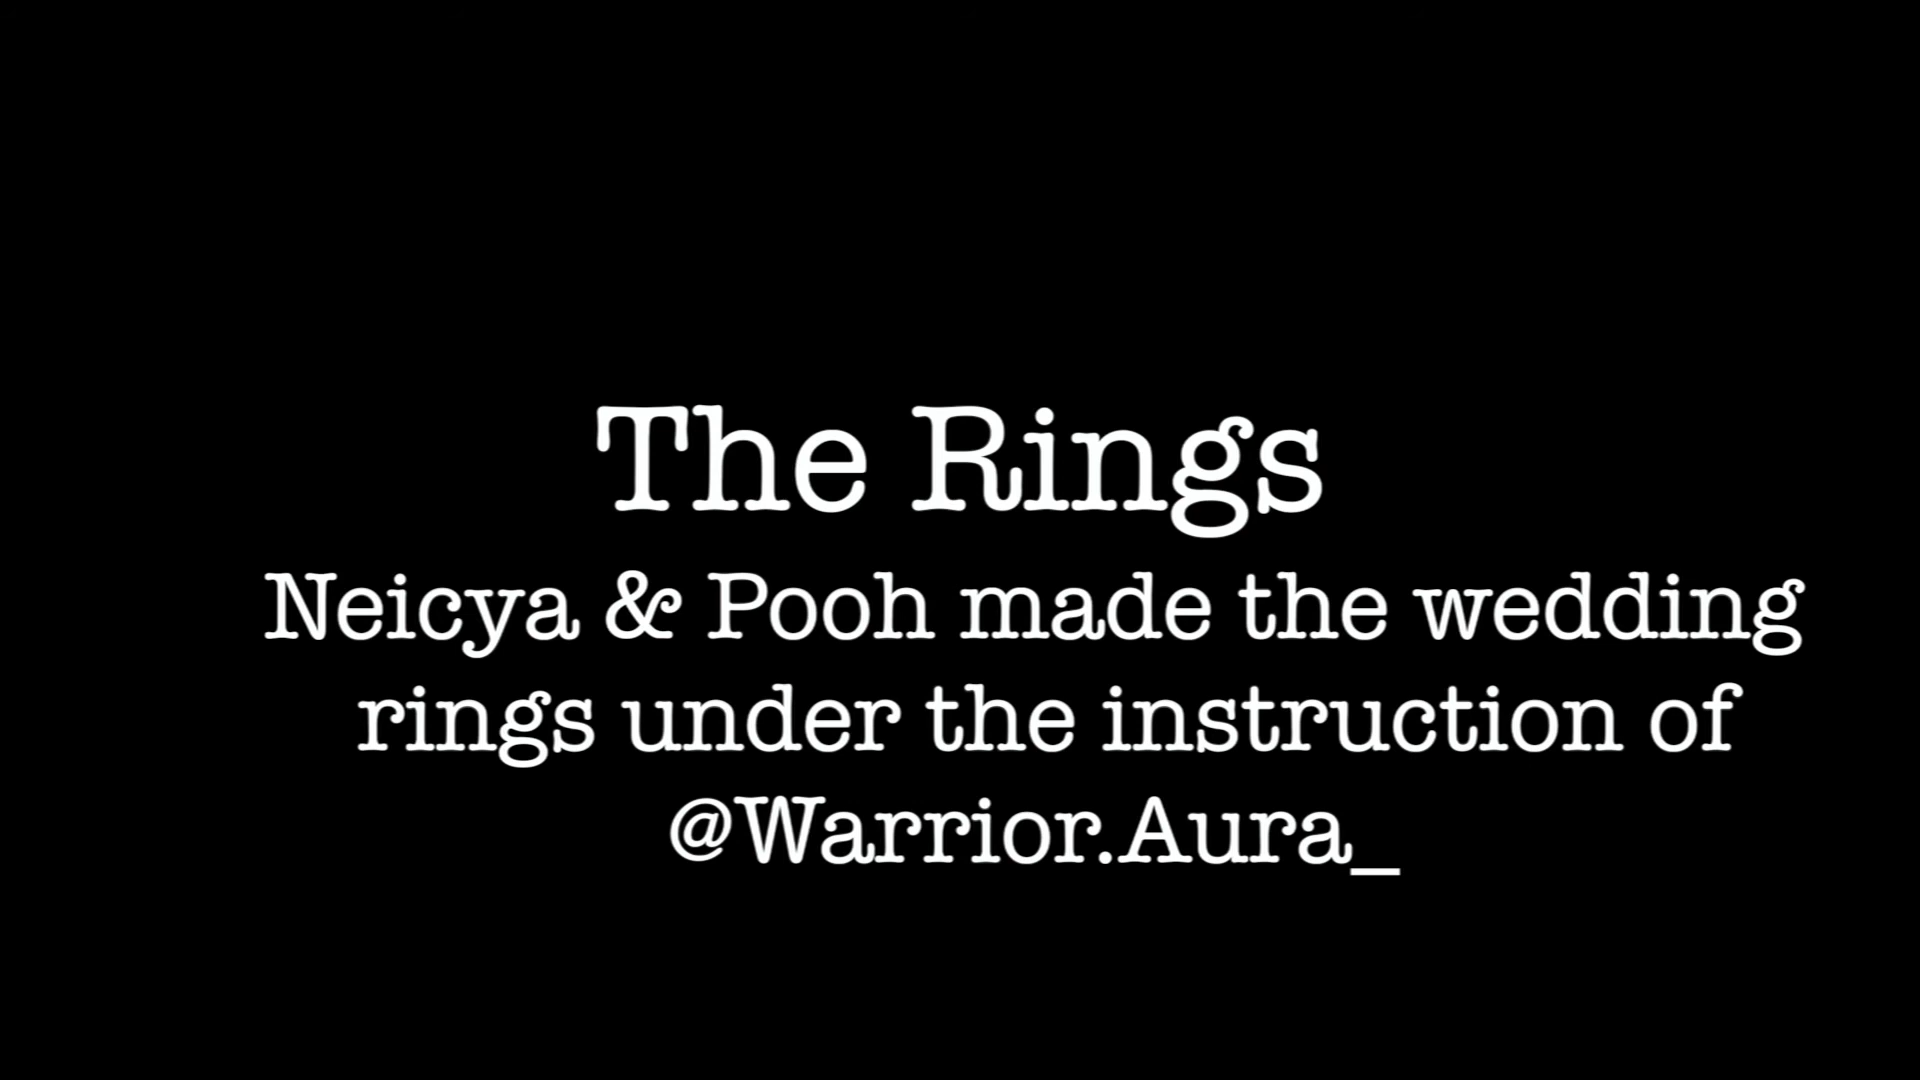 The Rings
Neicya & Pooh made the wedding
rings under the instruction of
@Warrior.Aura_